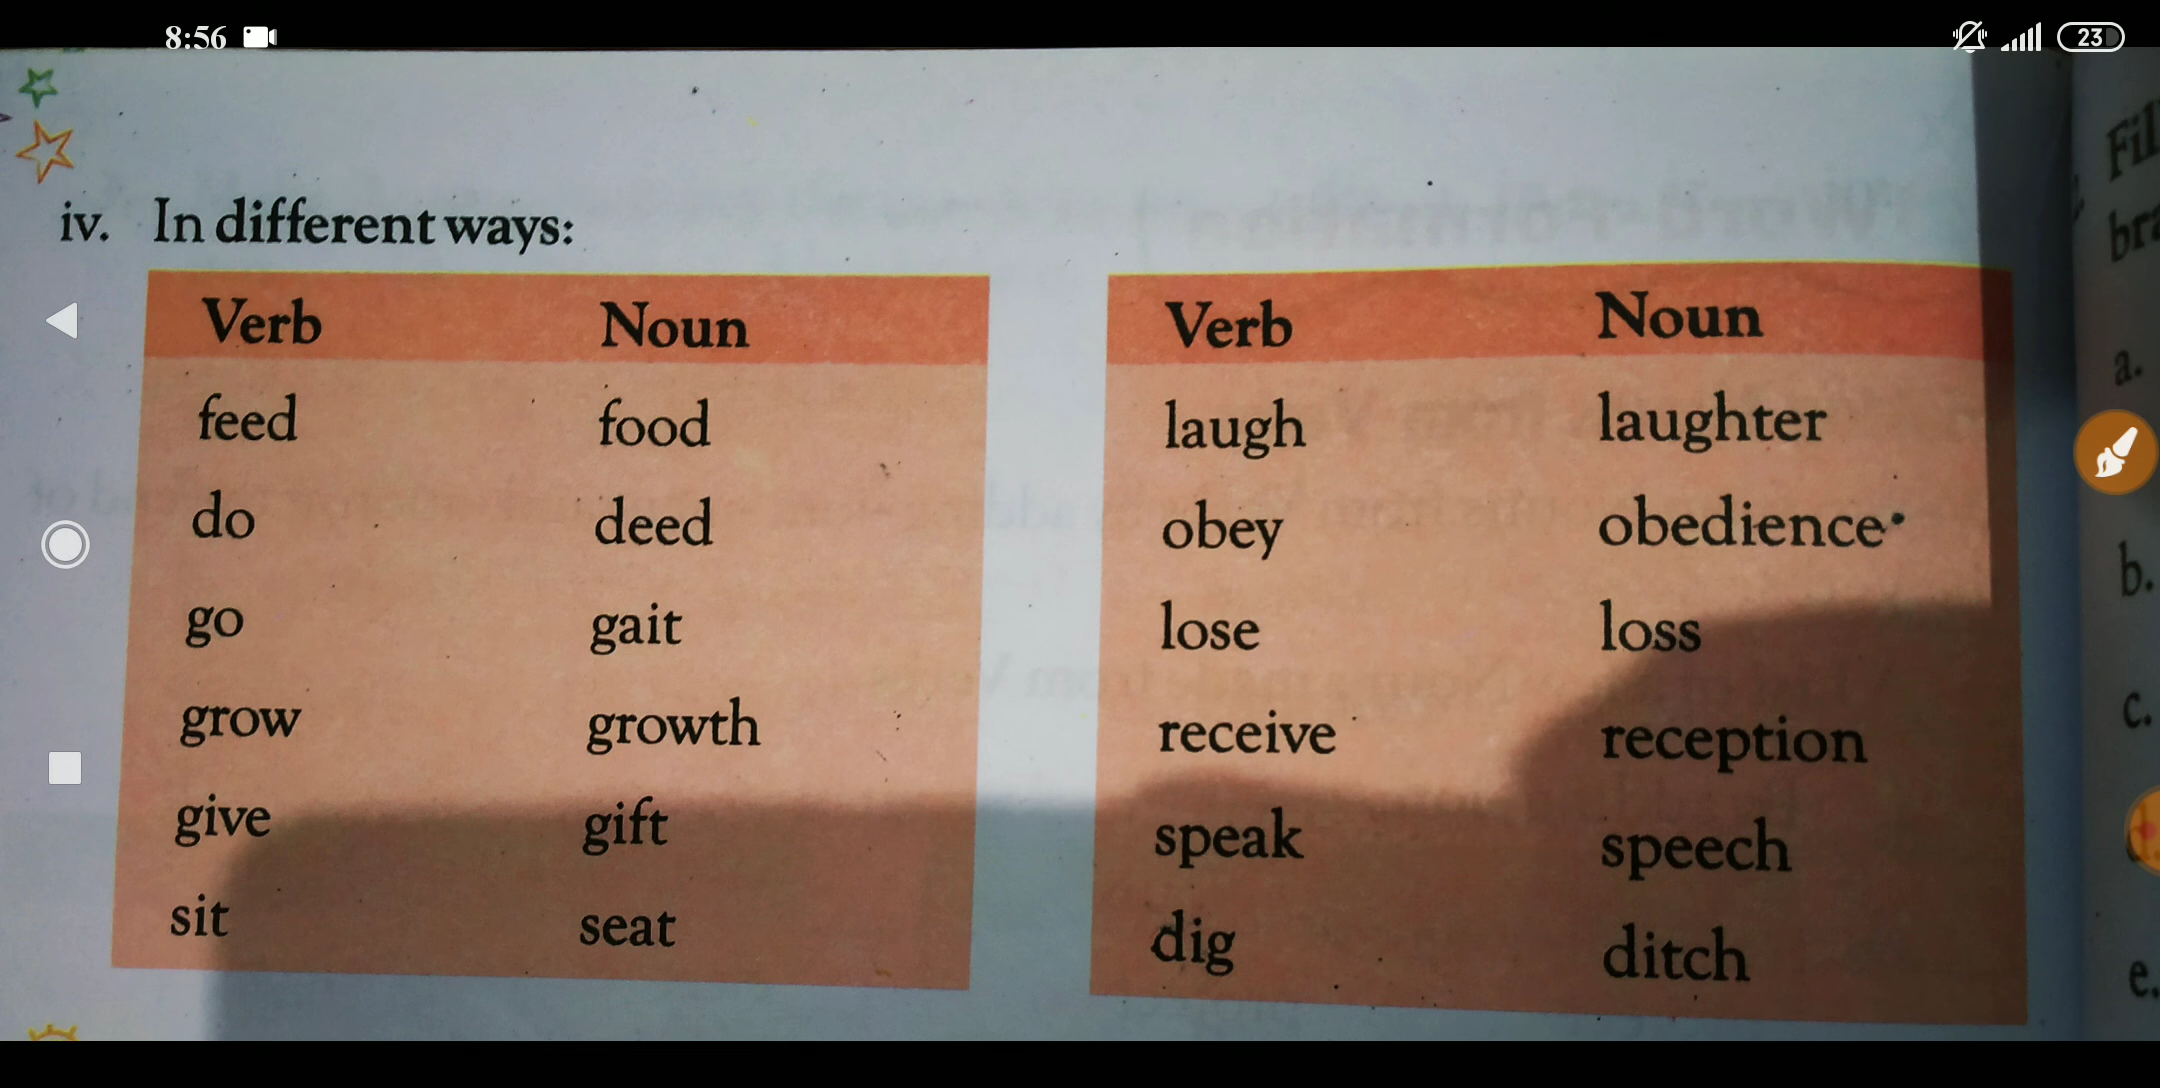 8:56
23
iv. In different ways:
Verb Noun
feed food
do deed
go gait
grow growth
give gift
sit seat
Verb Noun
laugh laughter
obey obedience
lose loss
receive reception
speak speech
dig ditch
a.
b.
c.
e.